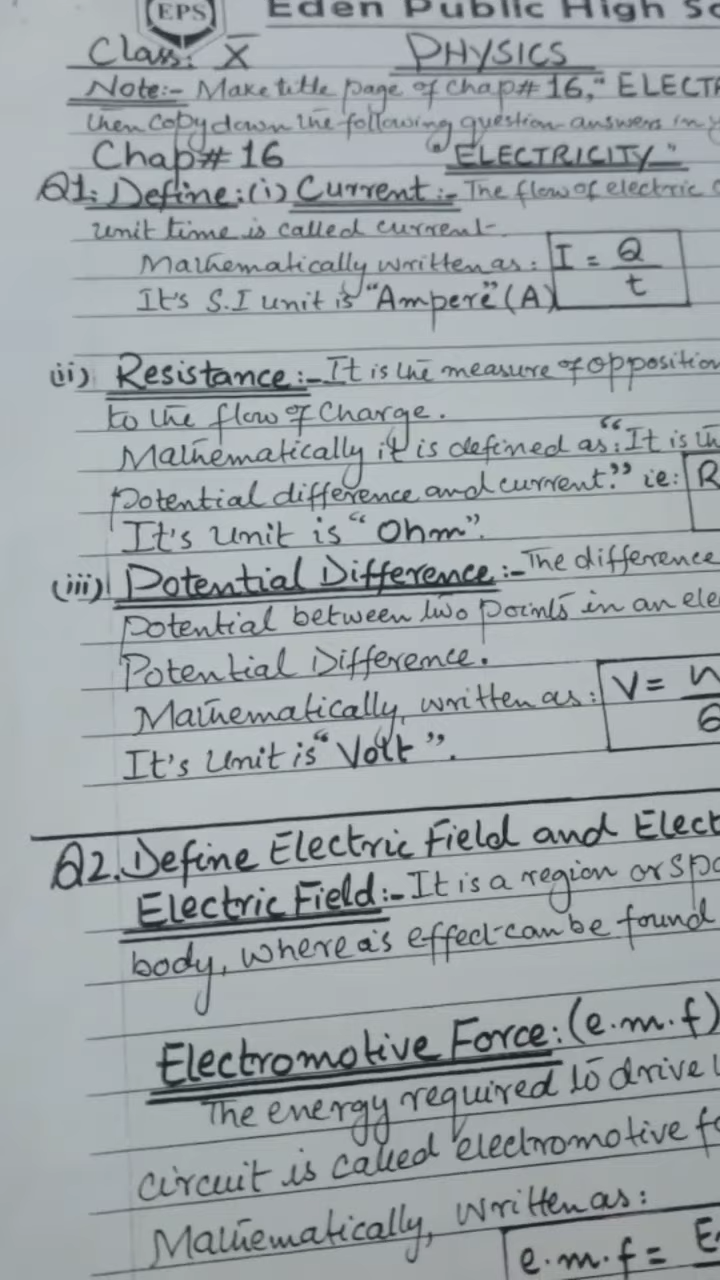 EPS
Eden Public High Sc
Class: X PHYSICS
Note:- Make title page of chap# 16, " ELECTR
then copy down the following question answers in y
Chap# 16 "ELECTRICITY"
Q1: Define: (i) Current:- The flow of electric c
unit time is called current.
Mathematically written as: I = Q/t
It's S.I unit is "Ampere" (A)
(ii) Resistance:- It is the measure of opposition
to the flow of Charge.
Mathematically it is defined as: "It is th
Potential difference and current." ie: R
It's Unit is "Ohm".
(iii) Potential Difference:- The difference
Potential between two points in an ele
Potential Difference.
Mathematically, written as: V =
It's Unit is "Volt".
Q2. Define Electric Field and Elect
Electric Field:- It is a region or spa
body, where as effect can be found
Electromotive Force: (e.m.f)
The energy required to drive
circuit is called electromotive fo
Mathematically, written as:
e.m.f = E